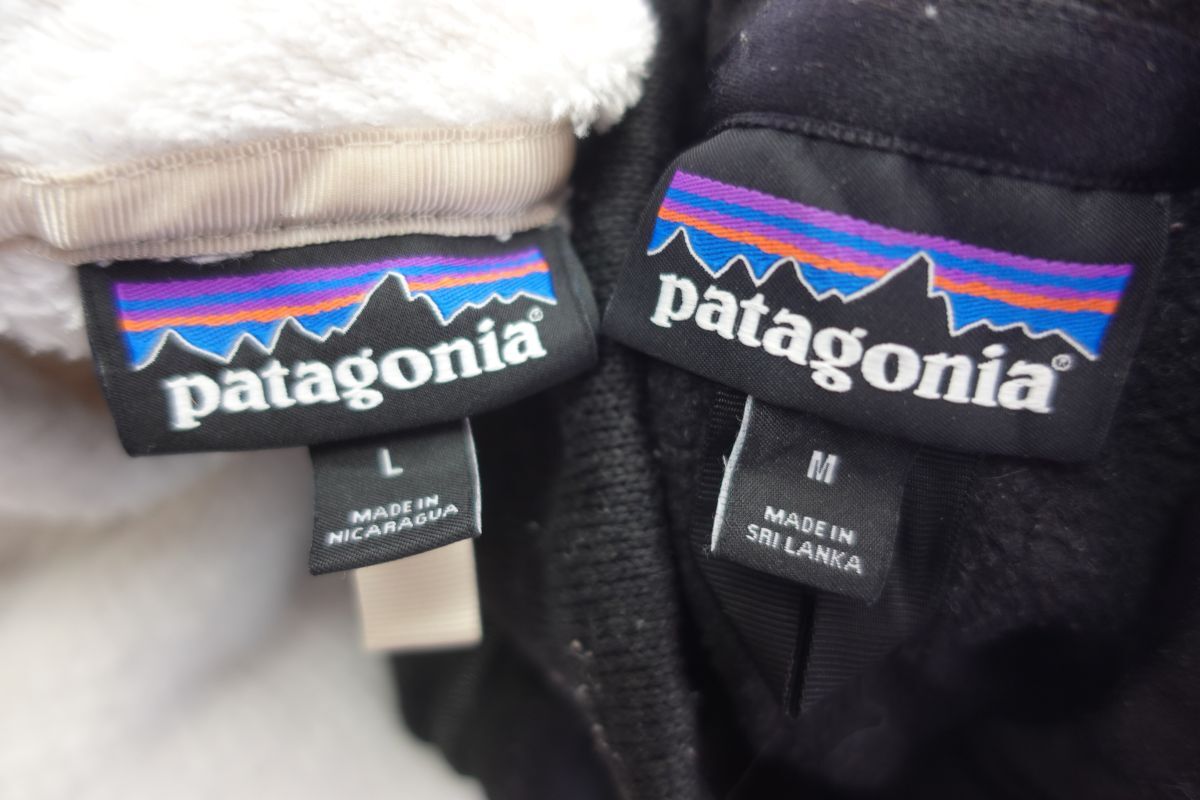 patagonia®
L
MADE IN
NICARAGUA
patagonia®
M
MADE IN
SRI LANKA